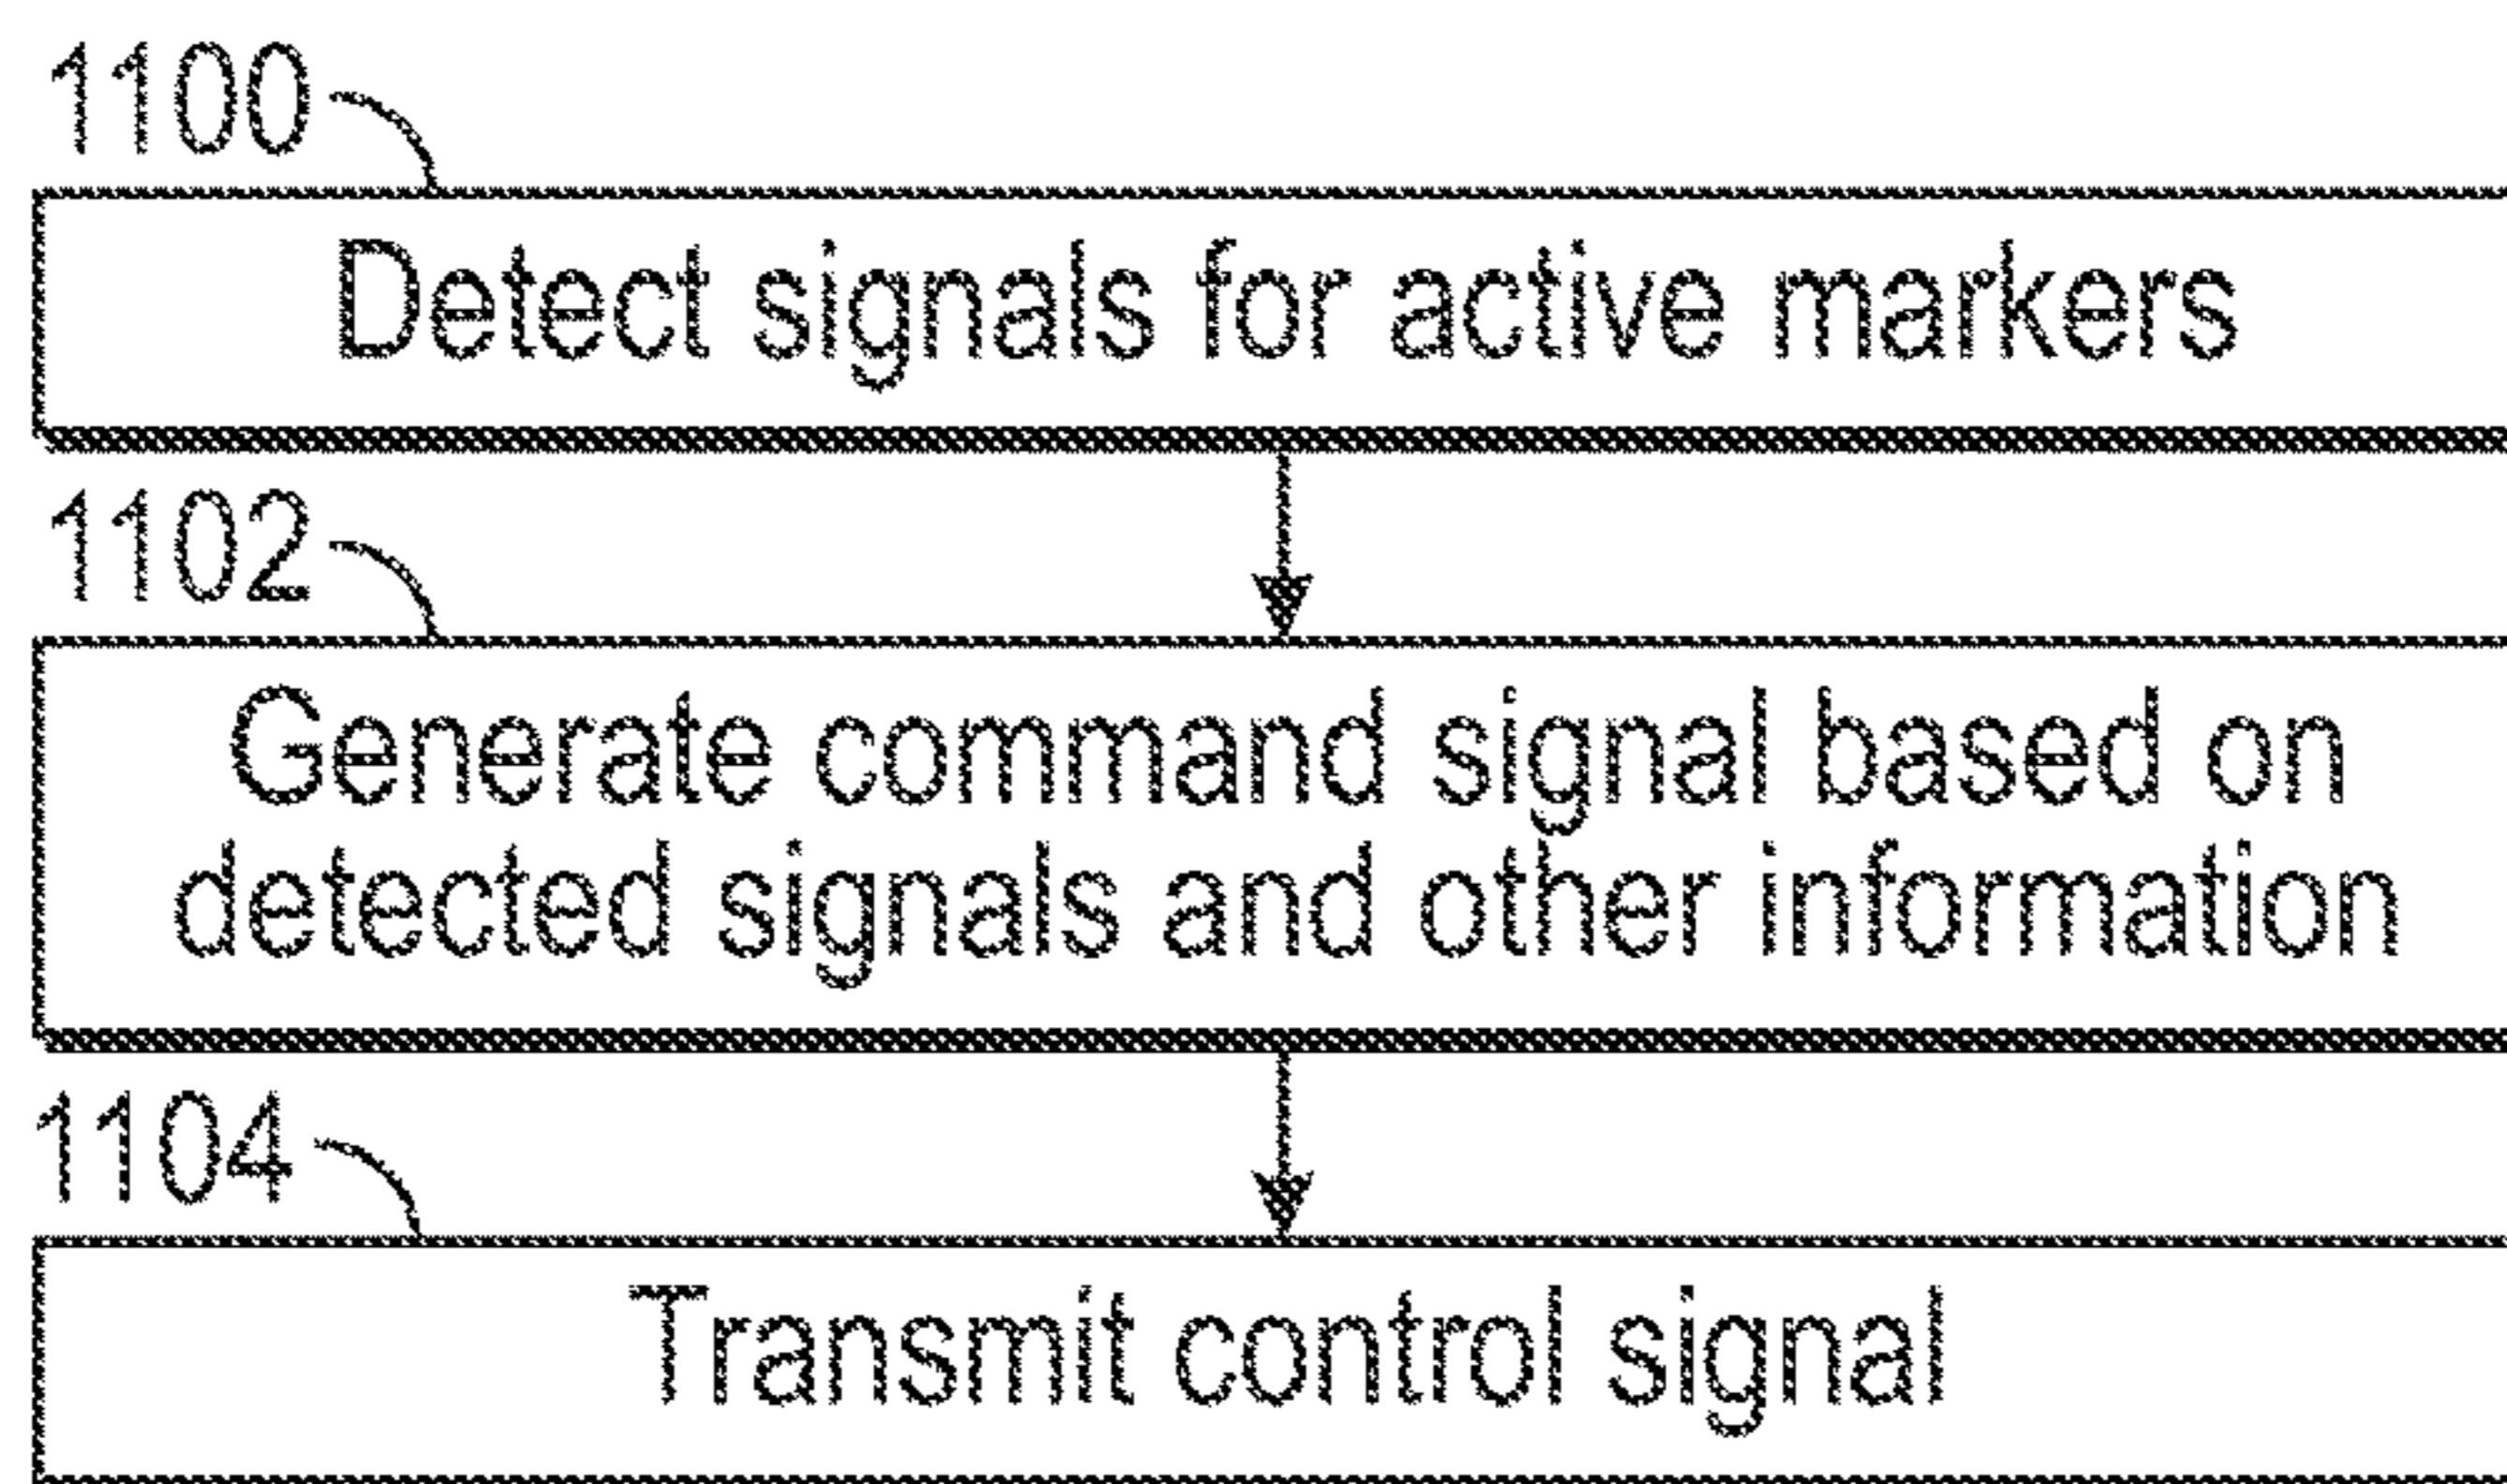 1100
Detect signals for active markers
1102
Generate command signal based on
detected signals and other information
1104
Transmit control signal